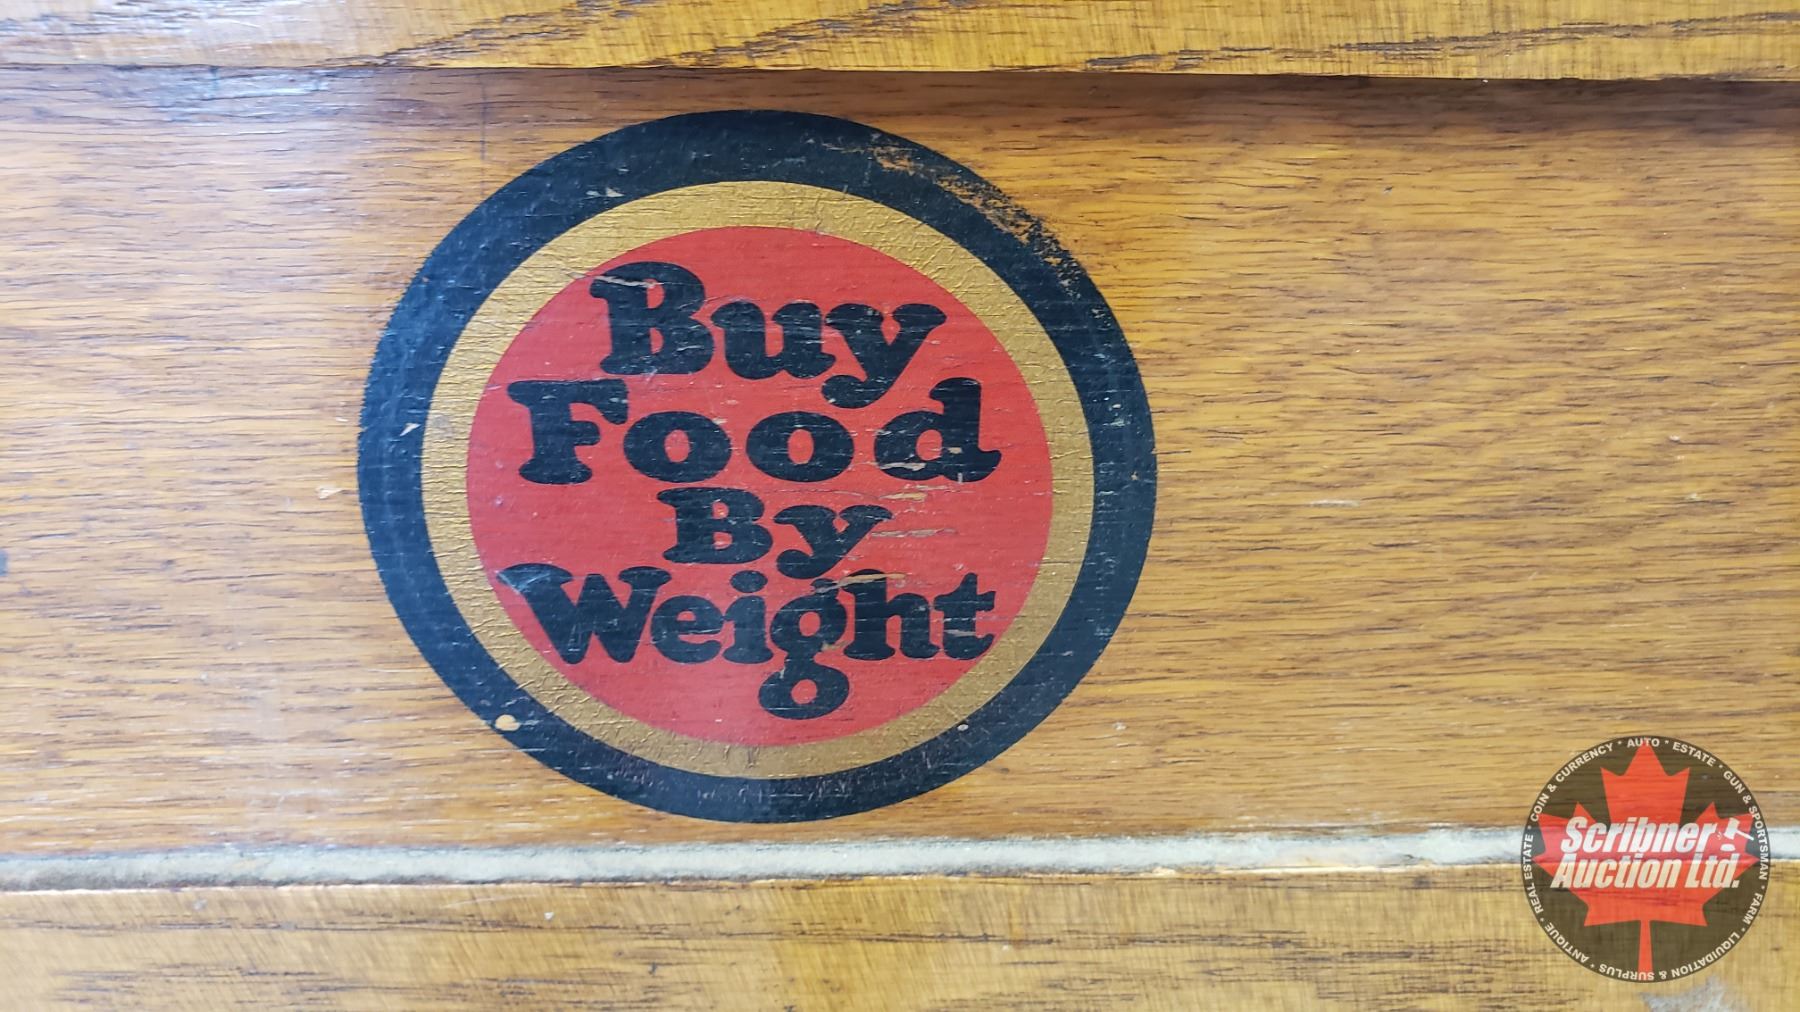 Buy
Food
By
Weight
COIN & CURRENCY * AUTO * ESTATE * GUN & SPORTSMAN * FARM * LIQUIDATION & SURPLUS * ANTIQUE * REAL ESTATE *
Scribner
Auction Ltd.